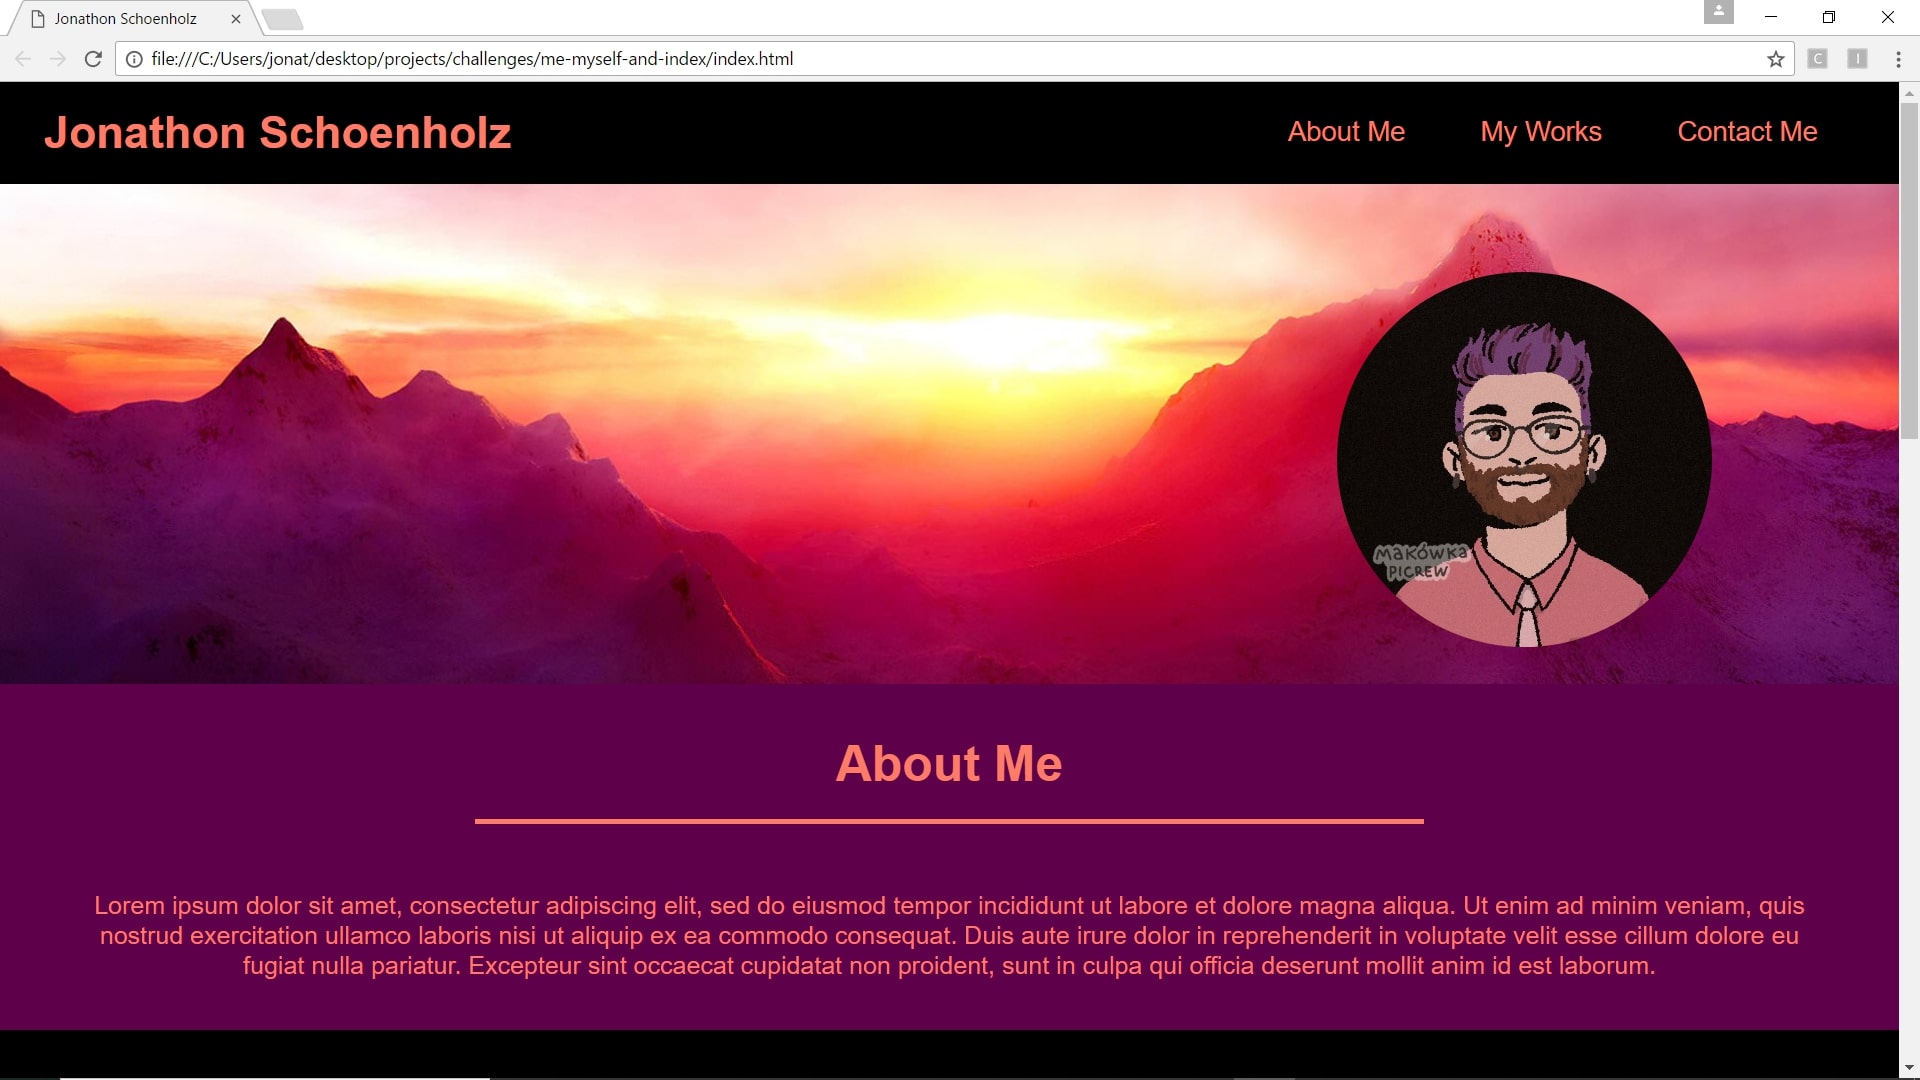 Jonathon Schoenholz
file:///C:/Users/jonat/desktop/projects/challenges/me-myself-and-index/index.html
C I
Jonathon Schoenholz
About Me My Works Contact Me
makówka
PICREW
About Me
Lorem ipsum dolor sit amet, consectetur adipiscing elit, sed do eiusmod tempor incididunt ut labore et dolore magna aliqua. Ut enim ad minim veniam, quis
nostrud exercitation ullamco laboris nisi ut aliquip ex ea commodo consequat. Duis aute irure dolor in reprehenderit in voluptate velit esse cillum dolore eu
fugiat nulla pariatur. Excepteur sint occaecat cupidatat non proident, sunt in culpa qui officia deserunt mollit anim id est laborum.